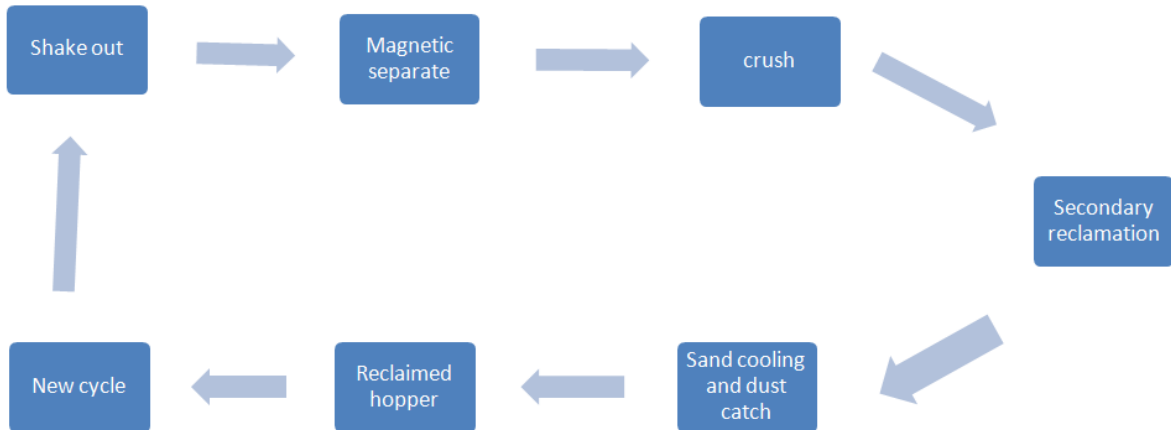 Shake out
Magnetic
separate
crush
Secondary
reclamation
Sand cooling
and dust
catch
Reclaimed
hopper
New cycle